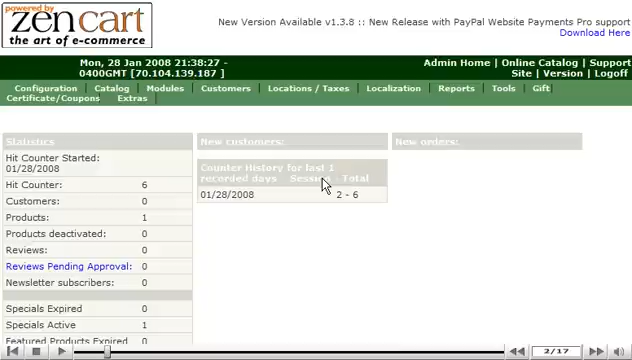 powered by
zen cart
the art of e-commerce
New Version Available v1.3.8 :: New Release with PayPal Website Payments Pro support
Download Here
Mon, 28 Jan 2008 21:38:27 -
0400GMT [70.104.139.187 ]
Admin Home | Online Catalog | Support
Site | Version | Logoff
Configuration Catalog Modules Customers Locations / Taxes Localization Reports Tools Gift
Certificate/Coupons Extras
Statistics
Hit Counter Started:
01/28/2008
Hit Counter: 6
Customers: 0
Products: 1
Products deactivated: 0
Reviews: 0
Reviews Pending Approval: 0
Newsletter subscribers: 0
Specials Expired 0
Specials Active 1
Featured Products Expired 0
New customers:
Counter History for last 1
recorded days Session - Total
01/28/2008 2 - 6
New orders:
2/17